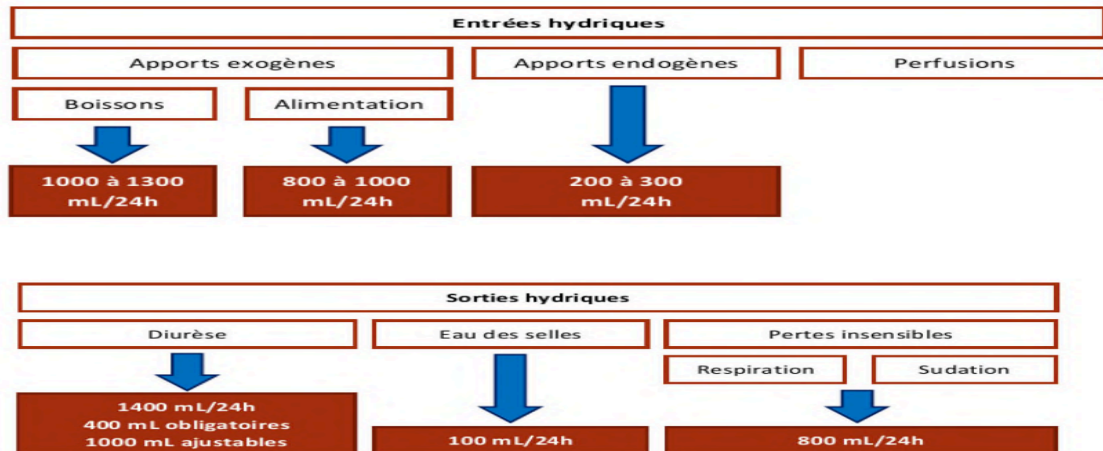 Entrées hydriques
Apports exogènes
Apports endogènes
Perfusions
Boissons
Alimentation
1000 à 1300
mL/24h
800 à 1000
mL/24h
200 à 300
mL/24h
Sorties hydriques
Diurèse
Eau des selles
Pertes insensibles
Respiration
Sudation
1400 mL/24h
400 mL obligatoires
1000 mL ajustables
100 mL/24h
800 mL/24h